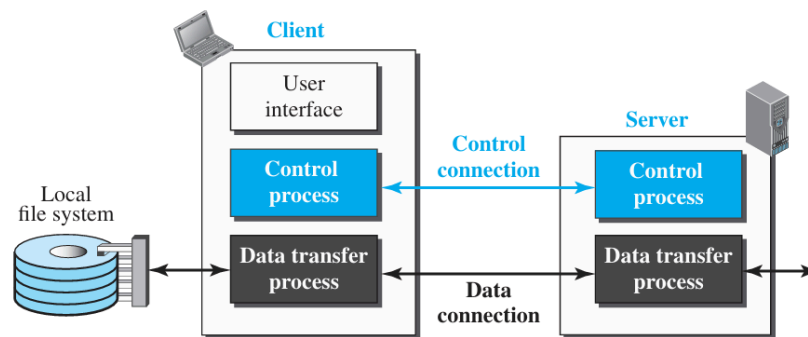 Client
User
interface
Control
connection
Server
Control
process
Control
process
Local
file system
Data transfer
process
Data transfer
process
Data
connection